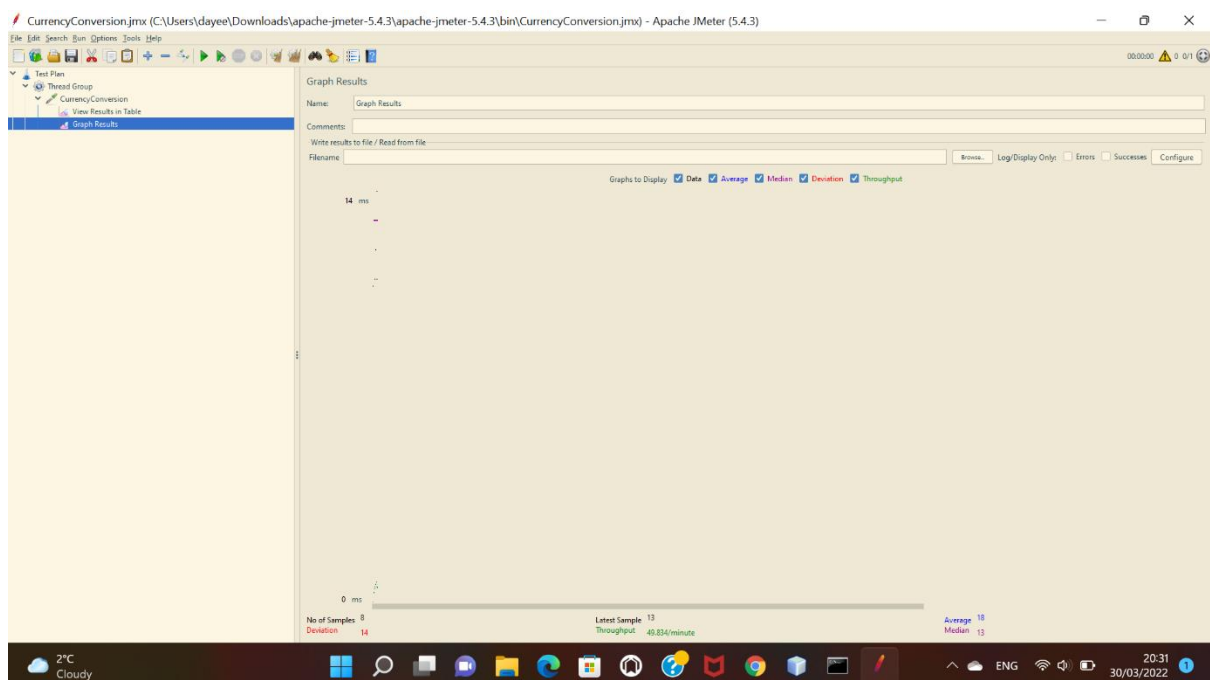 CurrencyConversion.jmx (C:\Users\dayee\Downloads\apache-jmeter-5.4.3\apache-jmeter-5.4.3\bin\CurrencyConversion.jmx) - Apache JMeter (5.4.3)
File Edit Search Run Options Tools Help
00:00:00 0 0/1
Test Plan
Thread Group
CurrencyConversion
View Results in Table
Graph Results
Graph Results
Name: Graph Results
Comments:
Write results to file / Read from file
Filename Browse... Log/Display Only: Errors Successes Configure
Graphs to Display Data Average Median Deviation Throughput
14 ms
0 ms
No of Samples 8 Latest Sample 13 Average 18
Deviation 14 Throughput 49.834/minute Median 13
2°C
Cloudy
ENG
20:31
30/03/2022
1